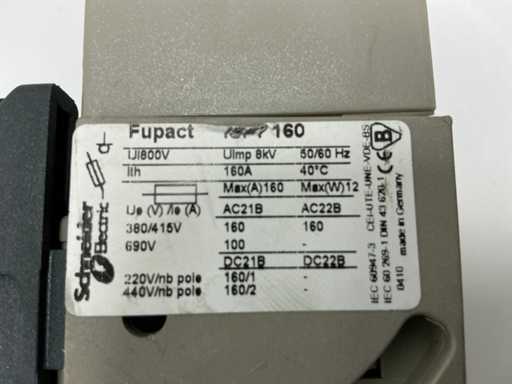 Fupact 160
Ui800V Uimp 8kV 50/60 Hz
Ith 160A 40°C
Max(A)160 Max(W)12
Ue (V) /Ie (A) AC21B AC22B
380/415V 160 160
690V 100 -
DC21B DC22B
220V/nb pole 160/1 -
440V/nb pole 160/2 -
Schneider
Electric
IEC 60947-3 CEI-UTE-UNE-VDE-BS
IEC 60 269-1 DIN 43 620-1 CE B
0410 made in Germany